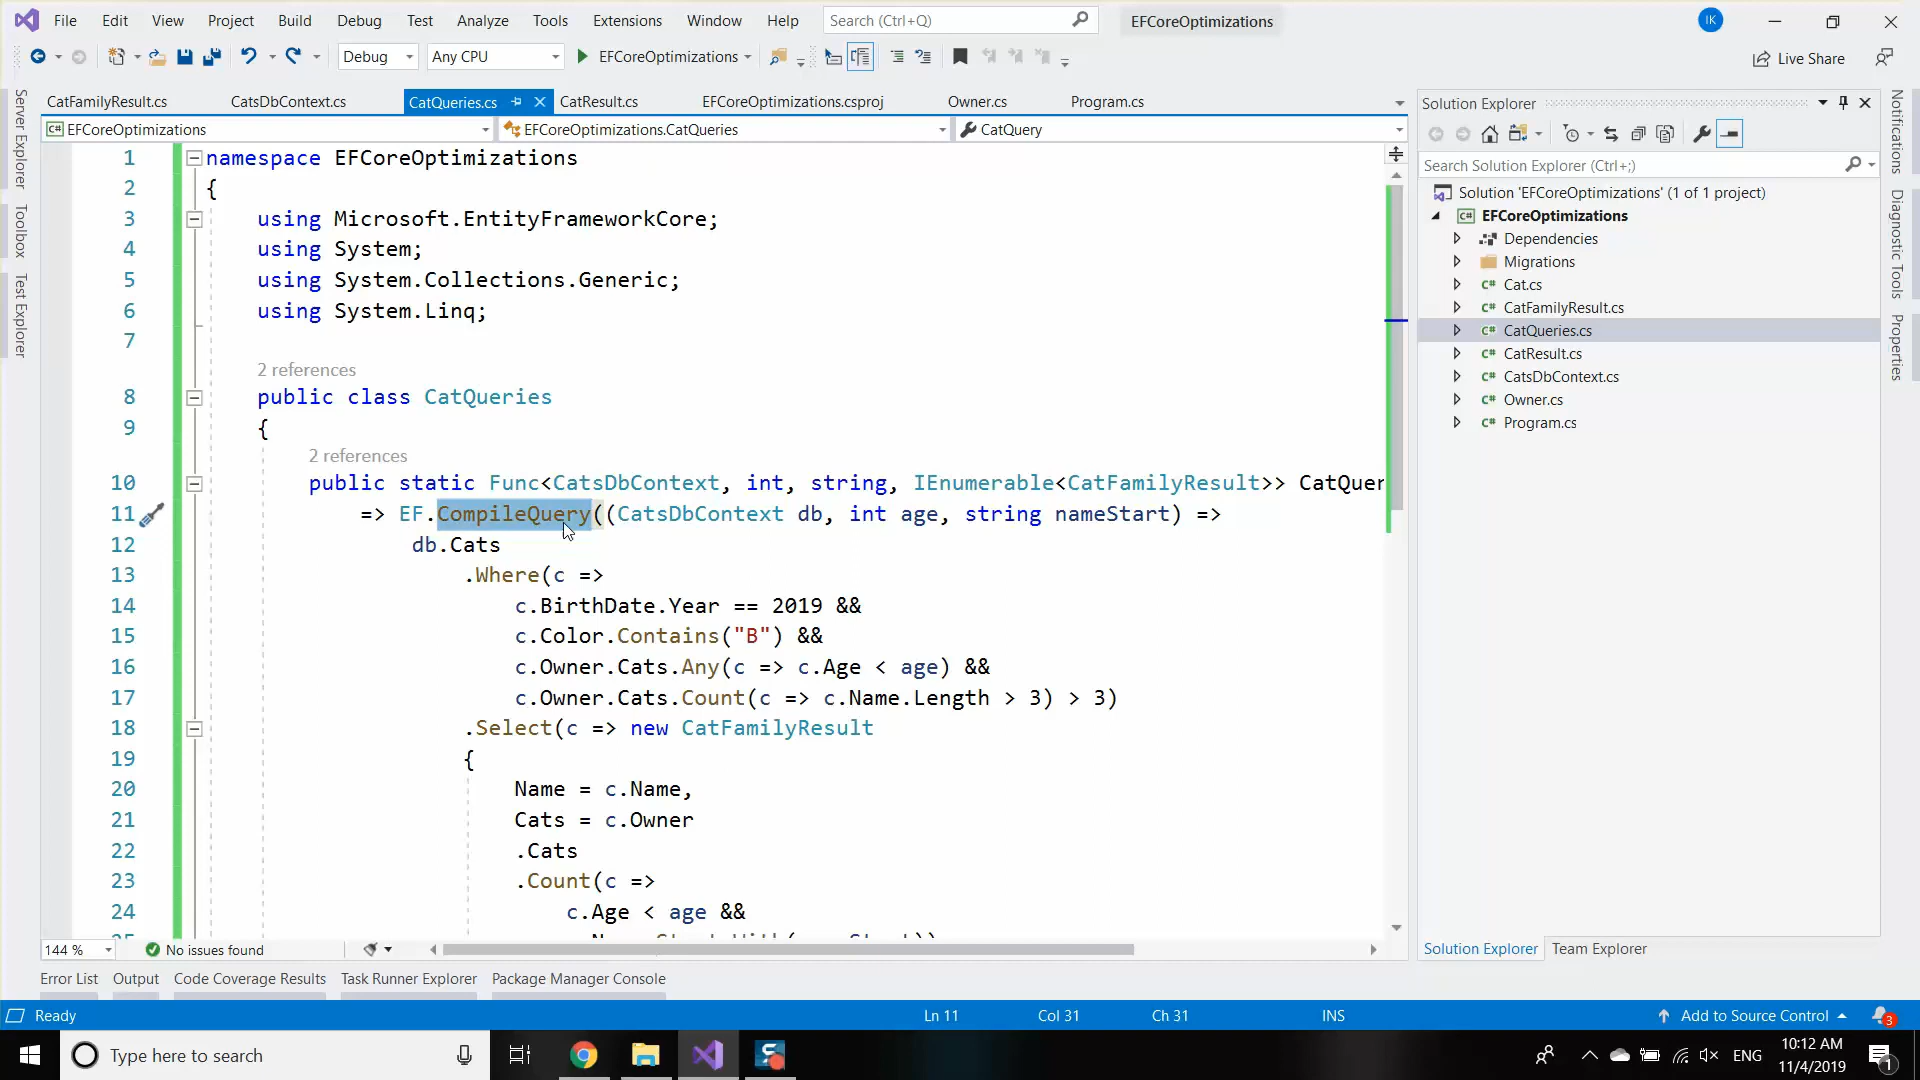 File Edit View Project Build Debug Test Analyze Tools Extensions Window Help Search (Ctrl+Q) EFCoreOptimizations IK
Debug Any CPU EFCoreOptimizations Live Share
CatFamilyResult.cs CatsDbContext.cs CatQueries.cs CatResult.cs EFCoreOptimizations.csproj Owner.cs Program.cs
C# EFCoreOptimizations EFCoreOptimizations.CatQueries CatQuery
Server Explorer
Toolbox
Test Explorer
1 namespace EFCoreOptimizations
2 {
3 using Microsoft.EntityFrameworkCore;
4 using System;
5 using System.Collections.Generic;
6 using System.Linq;
7
2 references
8 public class CatQueries
9 {
2 references
10 public static Func<CatsDbContext, int, string, IEnumerable<CatFamilyResult>> CatQuer
11 => EF.CompileQuery((CatsDbContext db, int age, string nameStart) =>
12 db.Cats
13 .Where(c =>
14 c.BirthDate.Year == 2019 &&
15 c.Color.Contains("B") &&
16 c.Owner.Cats.Any(c => c.Age < age) &&
17 c.Owner.Cats.Count(c => c.Name.Length > 3) > 3)
18 .Select(c => new CatFamilyResult
19 {
20 Name = c.Name,
21 Cats = c.Owner
22 .Cats
23 .Count(c =>
24 c.Age < age &&
144 % No issues found
Solution Explorer
Search Solution Explorer (Ctrl+;)
Solution 'EFCoreOptimizations' (1 of 1 project)
C# EFCoreOptimizations
Dependencies
Migrations
C# Cat.cs
C# CatFamilyResult.cs
C# CatQueries.cs
C# CatResult.cs
C# CatsDbContext.cs
C# Owner.cs
C# Program.cs
Solution Explorer Team Explorer
Notifications
Diagnostic Tools
Properties
Error List Output Code Coverage Results Task Runner Explorer Package Manager Console
Ready Ln 11 Col 31 Ch 31 INS Add to Source Control 3
Type here to search ENG 10:12 AM 11/4/2019 1